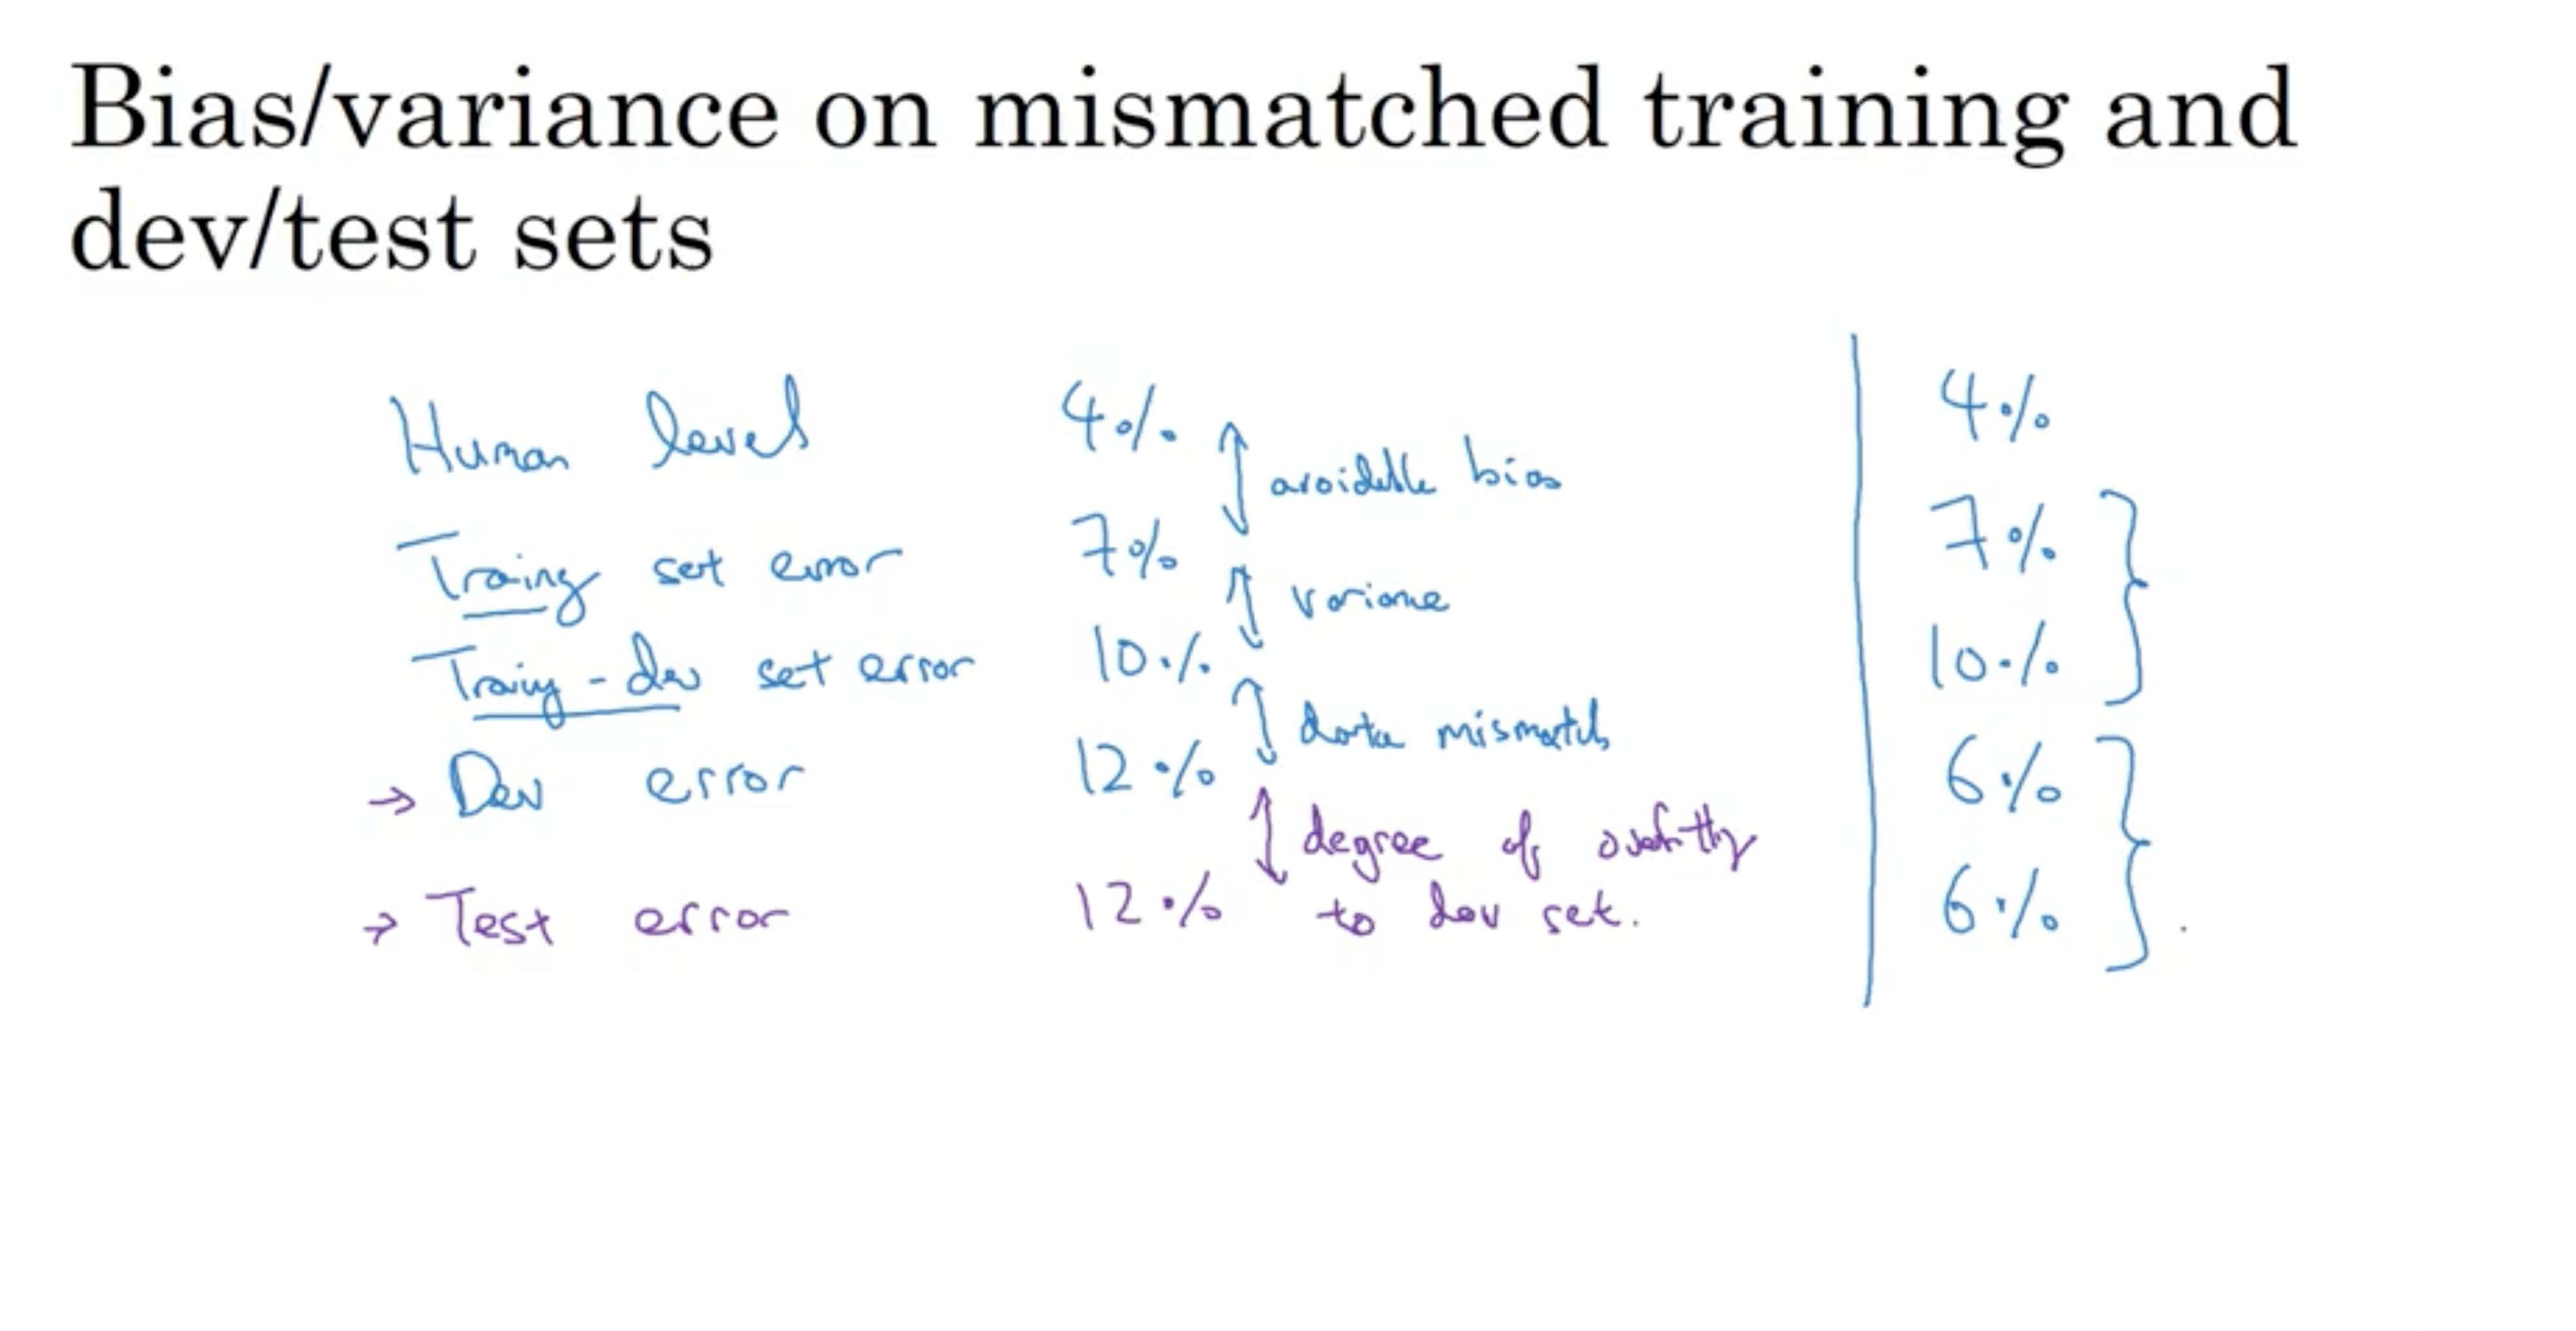 Bias/variance on mismatched training and
dev/test sets
Human level 4% 4%
avoidable bias
Training set error 7% 7%
variance
Training-dev set error 10% 10%
data mismatch
→ Dev error 12% 6%
degree of overfitting
→ Test error 12% to dev set. 6%